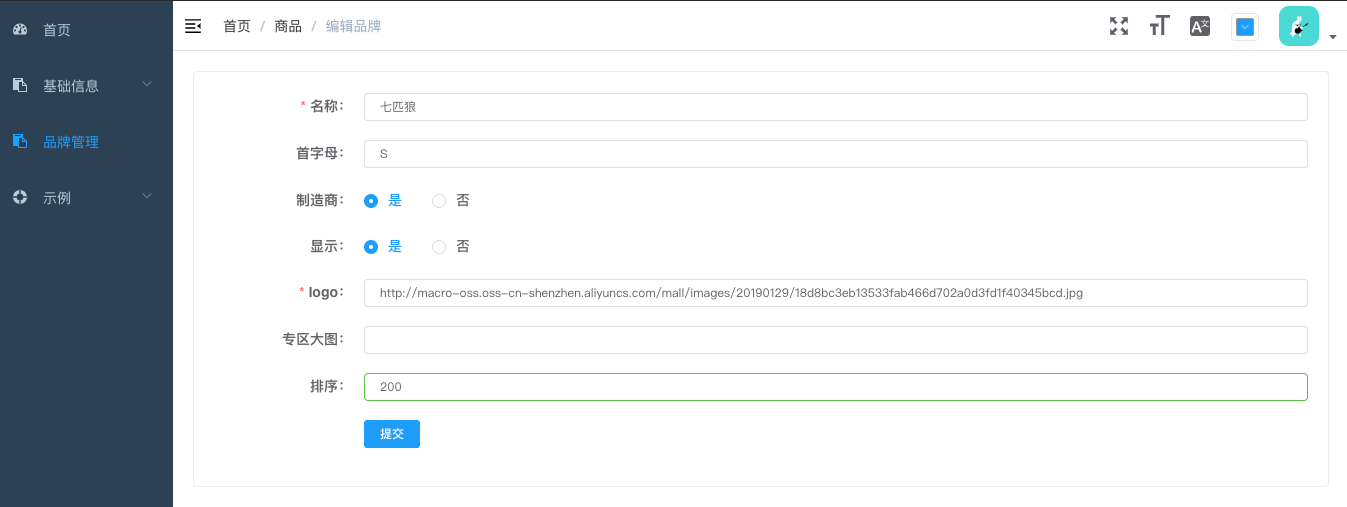 首页
基础信息
品牌管理
示例
首页 / 商品 / 编辑品牌
* 名称： 七匹狼
首字母： S
制造商： 是 否
显示： 是 否
* logo： http://macro-oss.oss-cn-shenzhen.aliyuncs.com/mall/images/20190129/18d8bc3eb13533fab466d702a0d3fd1f40345bcd.jpg
专区大图：
排序： 200
提交